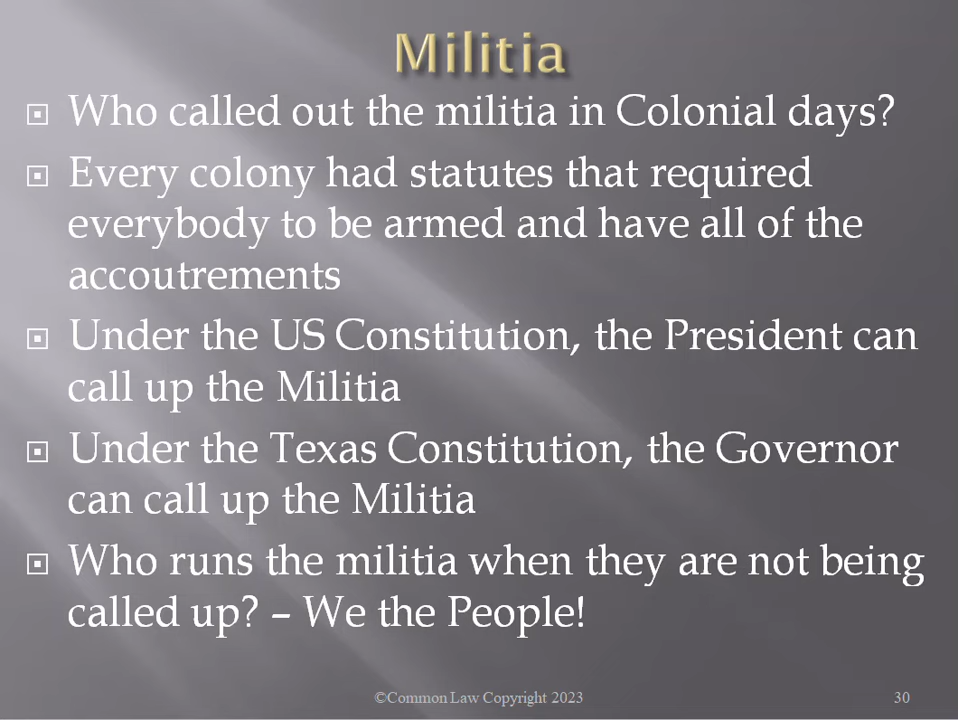 Militia
Who called out the militia in Colonial days?
Every colony had statutes that required
everybody to be armed and have all of the
accoutrements
Under the US Constitution, the President can
call up the Militia
Under the Texas Constitution, the Governor
can call up the Militia
Who runs the militia when they are not being
called up? – We the People!
©Common Law Copyright 2023
30